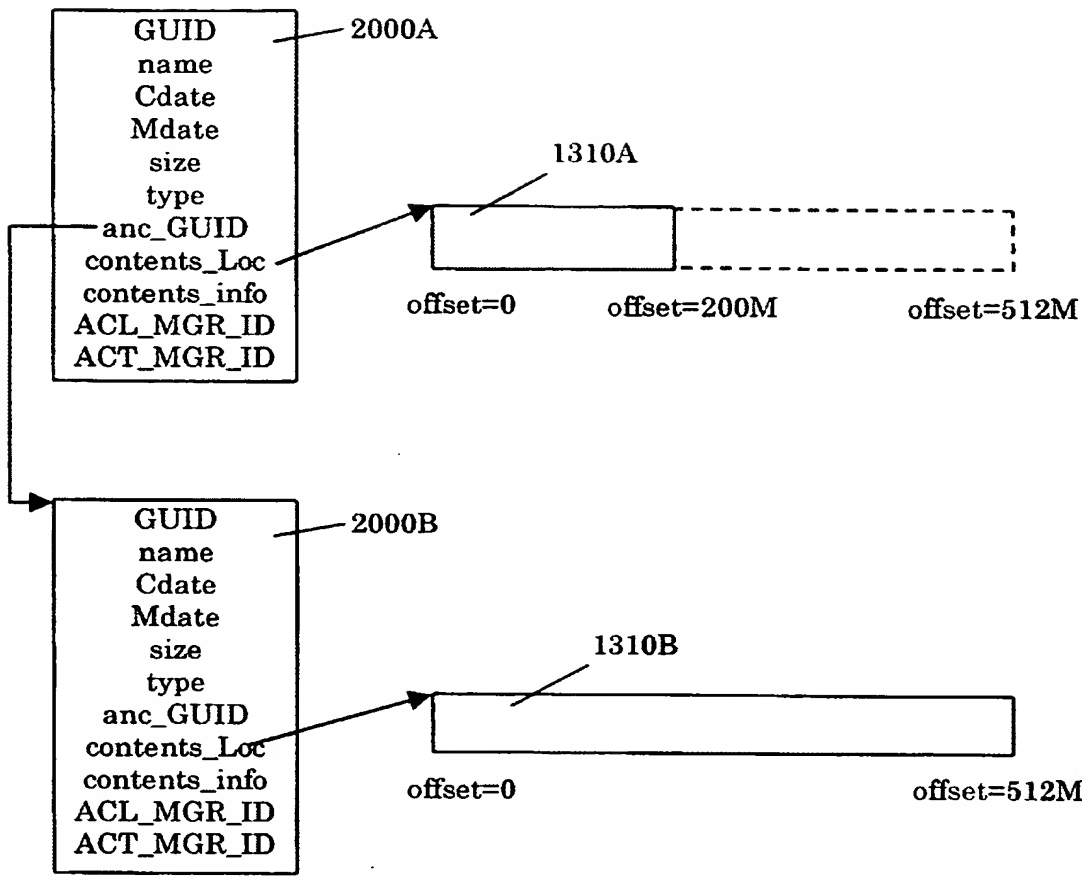 GUID
2000A
name
Cdate
Mdate
size
type
anc_GUID
contents_Loc
contents_info
ACL_MGR_ID
ACT_MGR_ID
1310A
offset=0
offset=200M
offset=512M
GUID
2000B
name
Cdate
Mdate
size
type
anc_GUID
contents_Loc
contents_info
ACL_MGR_ID
ACT_MGR_ID
1310B
offset=0
offset=512M